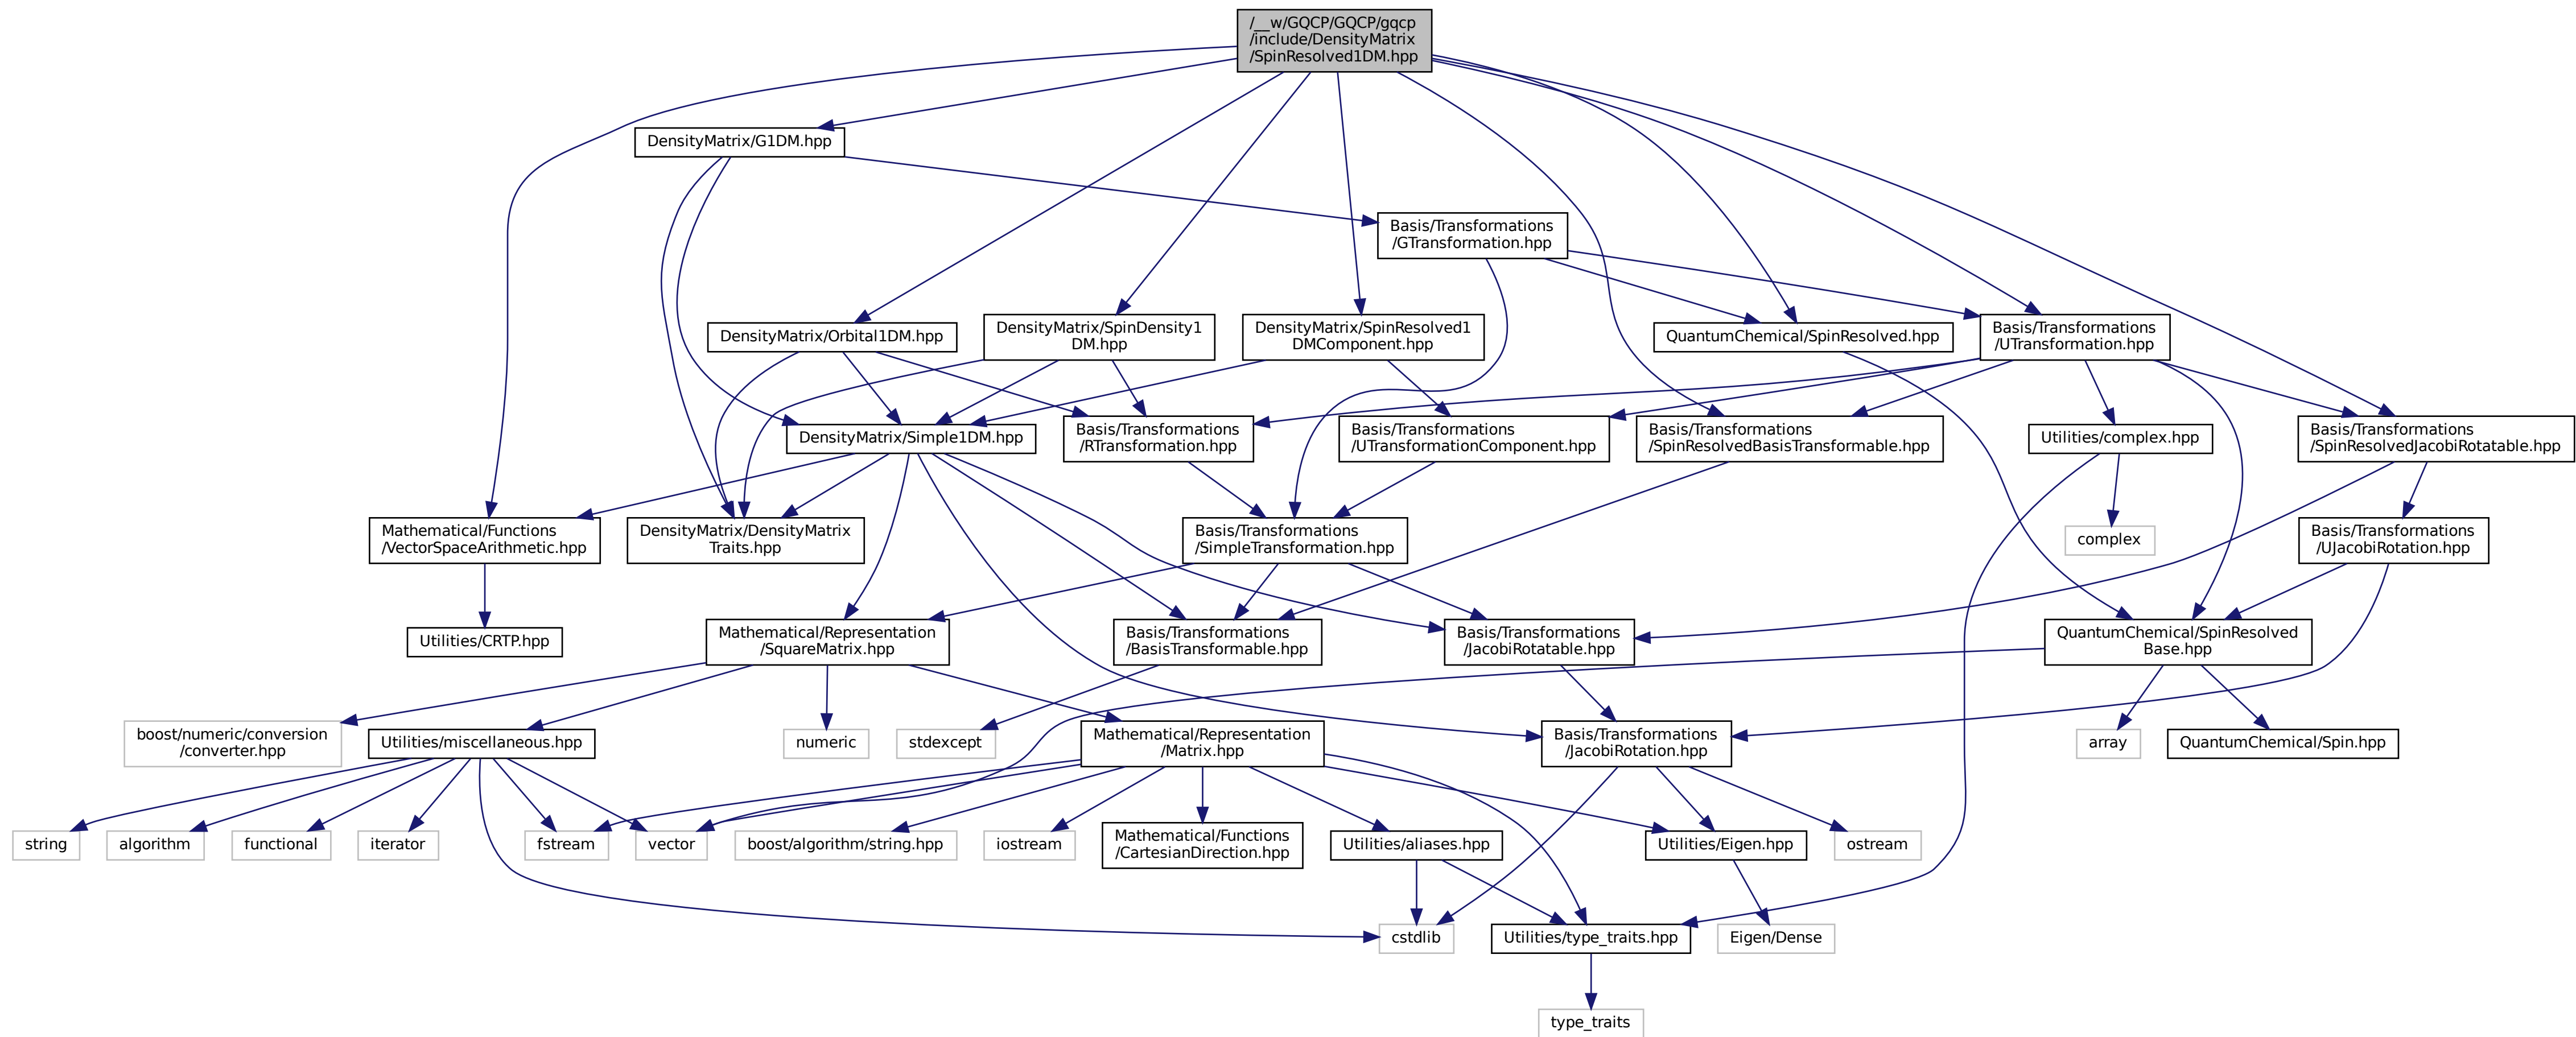 /__w/GQCP/GQCP/gqcp
/include/DensityMatrix
/SpinResolved1DM.hpp
DensityMatrix/G1DM.hpp
Basis/Transformations
/GTransformation.hpp
DensityMatrix/Orbital1DM.hpp
DensityMatrix/SpinDensity1
DM.hpp
DensityMatrix/SpinResolved1
DMComponent.hpp
QuantumChemical/SpinResolved.hpp
Basis/Transformations
/UTransformation.hpp
DensityMatrix/Simple1DM.hpp
Basis/Transformations
/RTransformation.hpp
Basis/Transformations
/UTransformationComponent.hpp
Basis/Transformations
/SpinResolvedBasisTransformable.hpp
Utilities/complex.hpp
Basis/Transformations
/SpinResolvedJacobiRotatable.hpp
Mathematical/Functions
/VectorSpaceArithmetic.hpp
DensityMatrix/DensityMatrix
Traits.hpp
Basis/Transformations
/SimpleTransformation.hpp
complex
Basis/Transformations
/UJacobiRotation.hpp
Utilities/CRTP.hpp
Mathematical/Representation
/SquareMatrix.hpp
Basis/Transformations
/BasisTransformable.hpp
Basis/Transformations
/JacobiRotatable.hpp
QuantumChemical/SpinResolved
Base.hpp
boost/numeric/conversion
/converter.hpp
Utilities/miscellaneous.hpp
numeric
stdexcept
Mathematical/Representation
/Matrix.hpp
Basis/Transformations
/JacobiRotation.hpp
array
QuantumChemical/Spin.hpp
string
algorithm
functional
iterator
fstream
vector
boost/algorithm/string.hpp
iostream
Mathematical/Functions
/CartesianDirection.hpp
Utilities/aliases.hpp
Utilities/Eigen.hpp
ostream
cstdlib
Utilities/type_traits.hpp
Eigen/Dense
type_traits